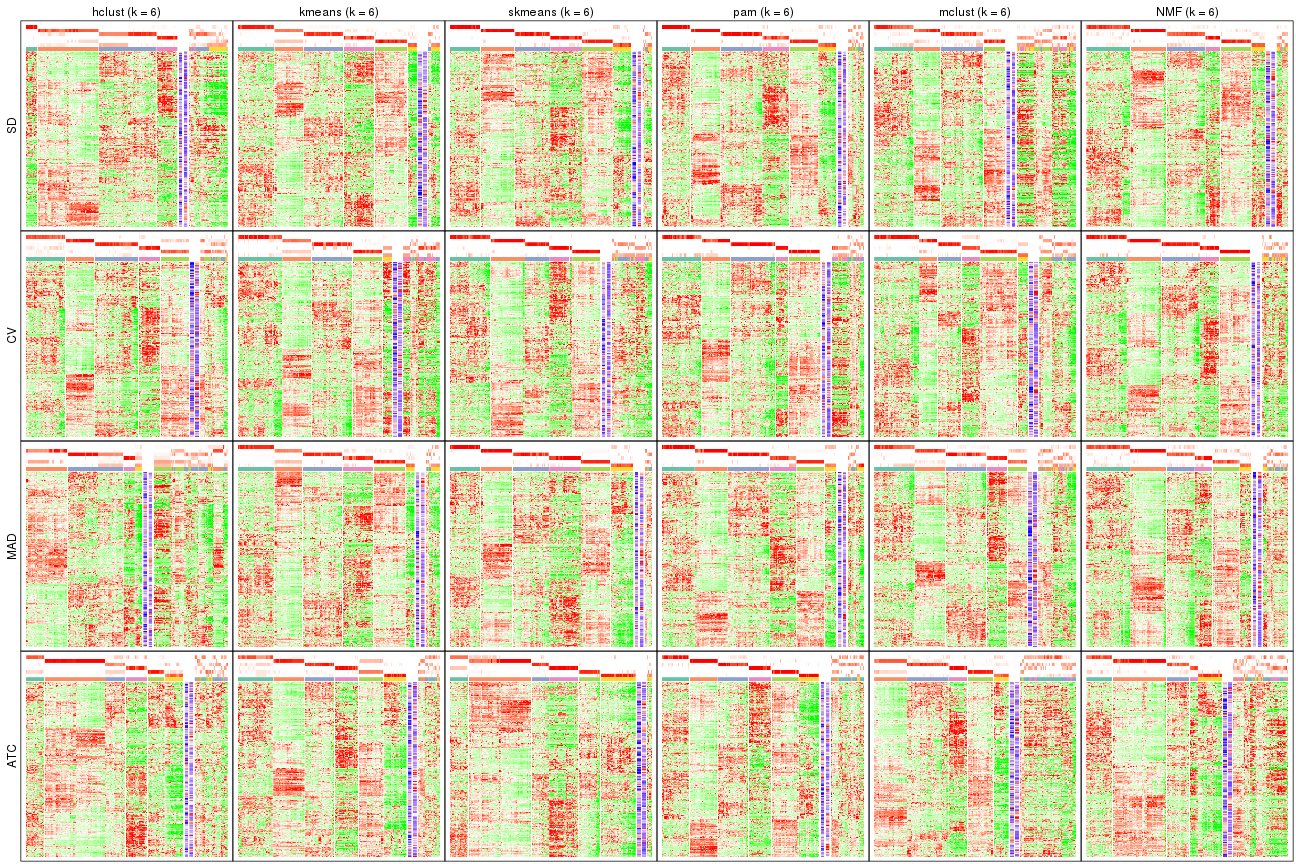 hclust (k = 6)
kmeans (k = 6)
skmeans (k = 6)
pam (k = 6)
mclust (k = 6)
NMF (k = 6)
SD
CV
MAD
ATC